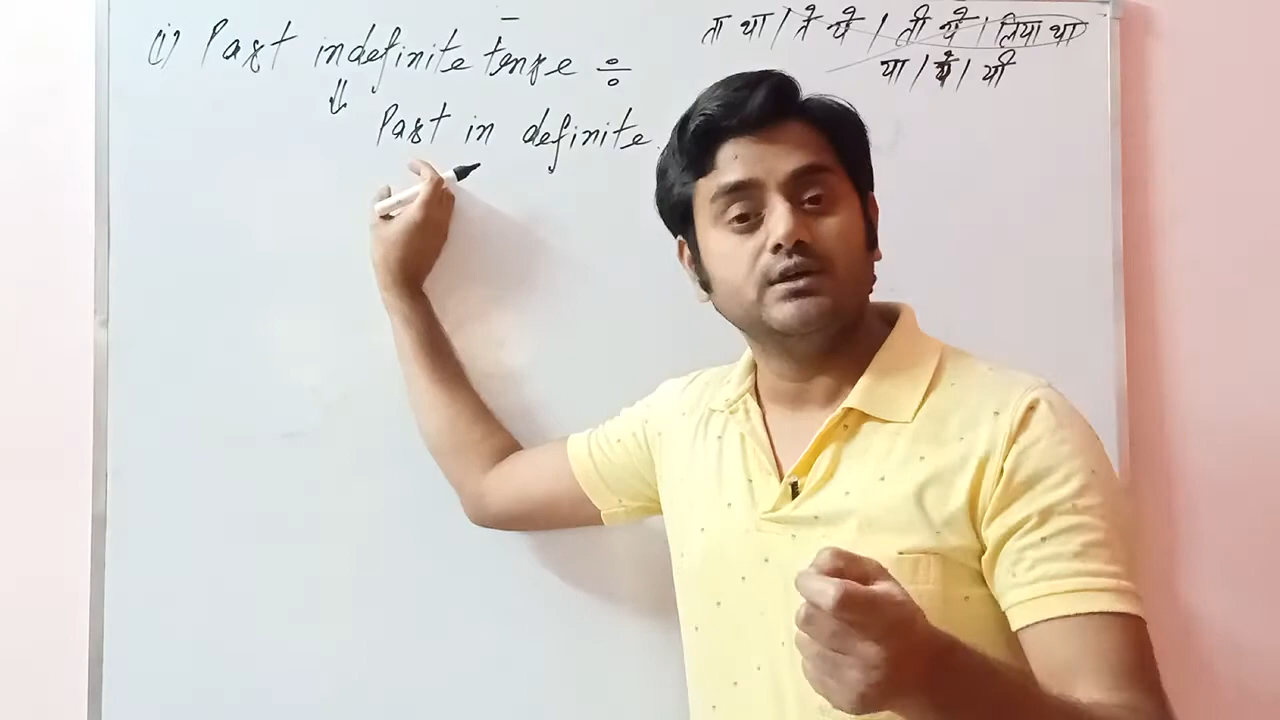 (i) Past indefinite tense ÷
ता था / ते थे / ती थे / लिया था
था / थे / थी
⇓
Past in definite.